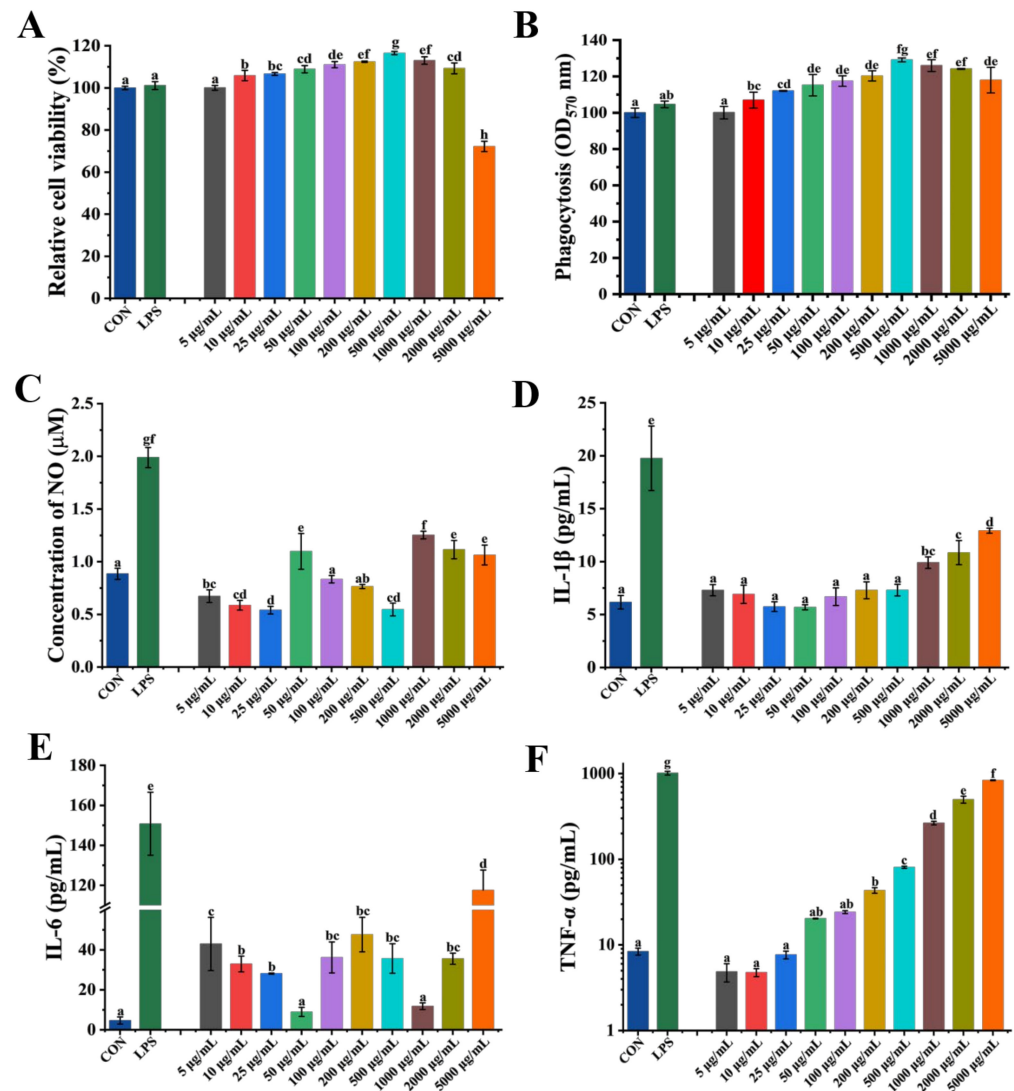 A
Relative cell viability (%)
120
100
80
60
40
20
0
a
a
a
b
bc
cd
de
ef
g
ef
cd
h
CON
LPS
5 μg/mL
10 μg/mL
25 μg/mL
50 μg/mL
100 μg/mL
200 μg/mL
500 μg/mL
1000 μg/mL
2000 μg/mL
5000 μg/mL
B
Phagocytosis (OD570 nm)
140
120
100
80
60
40
20
0
a
ab
a
bc
cd
de
de
de
fg
ef
ef
de
CON
LPS
5 μg/mL
10 μg/mL
25 μg/mL
50 μg/mL
100 μg/mL
200 μg/mL
500 μg/mL
1000 μg/mL
2000 μg/mL
5000 μg/mL
C
Concentration of NO (μM)
2.5
2.0
1.5
1.0
0.5
0.0
a
gf
bc
cd
d
e
a
ab
cd
f
e
e
CON
LPS
5 μg/mL
10 μg/mL
25 μg/mL
50 μg/mL
100 μg/mL
200 μg/mL
500 μg/mL
1000 μg/mL
2000 μg/mL
5000 μg/mL
D
IL-1β (pg/mL)
25
20
15
10
5
0
a
e
a
a
a
a
a
a
a
bc
c
d
CON
LPS
5 μg/mL
10 μg/mL
25 μg/mL
50 μg/mL
100 μg/mL
200 μg/mL
500 μg/mL
1000 μg/mL
2000 μg/mL
5000 μg/mL
E
IL-6 (pg/mL)
180
160
140
120
40
20
0
a
e
c
b
b
a
bc
bc
bc
a
bc
d
CON
LPS
5 μg/mL
10 μg/mL
25 μg/mL
50 μg/mL
100 μg/mL
200 μg/mL
500 μg/mL
1000 μg/mL
2000 μg/mL
5000 μg/mL
F
TNF-α (pg/mL)
1000
100
10
1
a
g
a
a
a
ab
ab
b
c
d
e
f
CON
LPS
5 μg/mL
10 μg/mL
25 μg/mL
50 μg/mL
100 μg/mL
200 μg/mL
500 μg/mL
1000 μg/mL
2000 μg/mL
5000 μg/mL